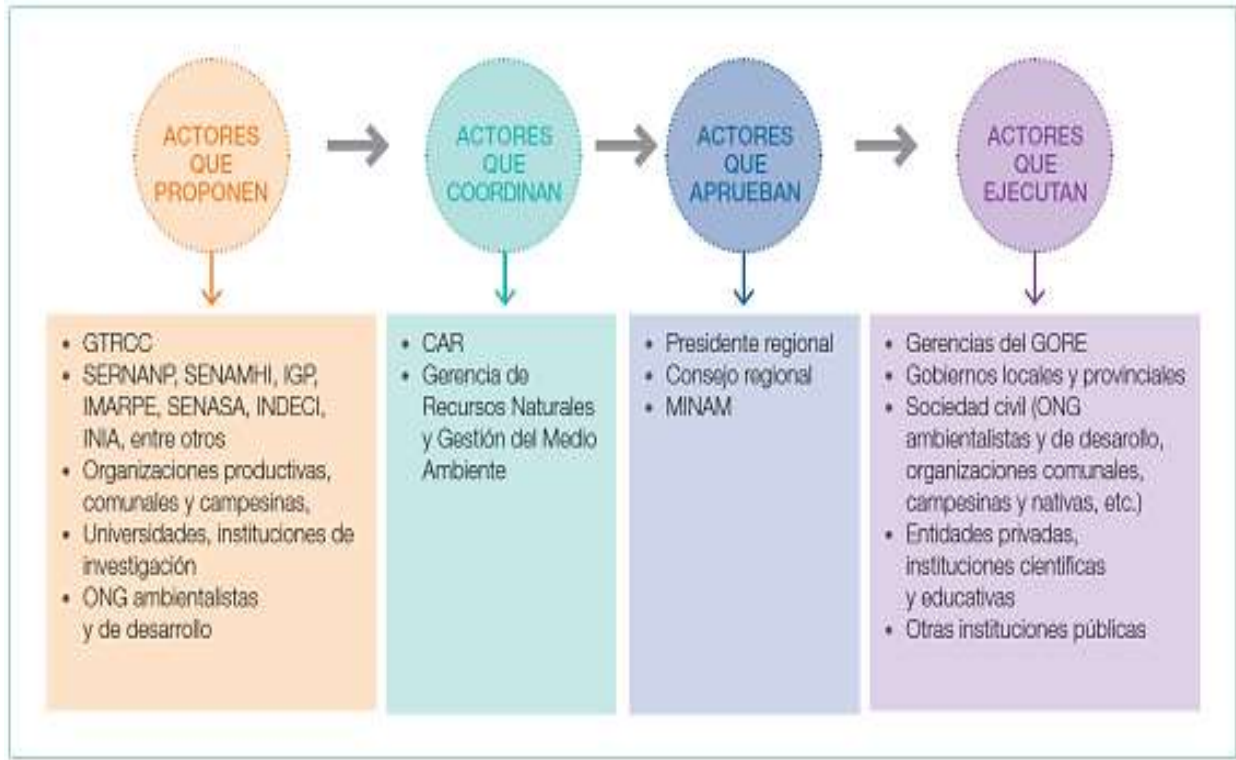 ACTORES
QUE
PROPONEN
ACTORES
QUE
COORDINAN
ACTORES
QUE
APRUEBAN
ACTORES
QUE
EJECUTAN
• GTRCC
• SERNANP, SENAMHI, IGP,
IMARPE, SENASA, INDECI,
INIA, entre otros
• Organizaciones productivas,
comunales y campesinas,
• Universidades, instituciones de
investigación
• ONG ambientalistas
y de desarrollo
• CAR
• Gerencia de
Recursos Naturales
y Gestión del Medio
Ambiente
• Presidente regional
• Consejo regional
• MINAM
• Gerencias del GORE
• Gobiernos locales y provinciales
• Sociedad civil (ONG
ambientalistas y de desarollo,
organizaciones comunales,
campesinas y nativas, etc.)
• Entidades privadas,
instituciones científicas
y educativas
• Otras instituciones públicas